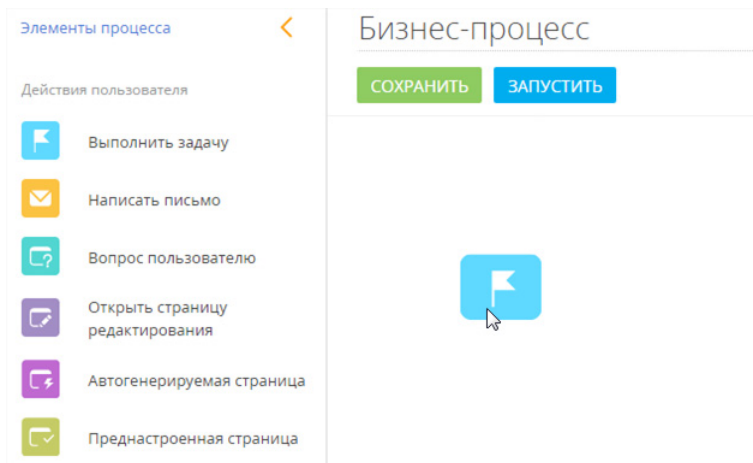 Элементы процесса
Бизнес-процесс
СОХРАНИТЬ ЗАПУСТИТЬ
Действия пользователя
Выполнить задачу
Написать письмо
Вопрос пользователю
Открыть страницу
редактирования
Автогенерируемая страница
Преднастроенная страница